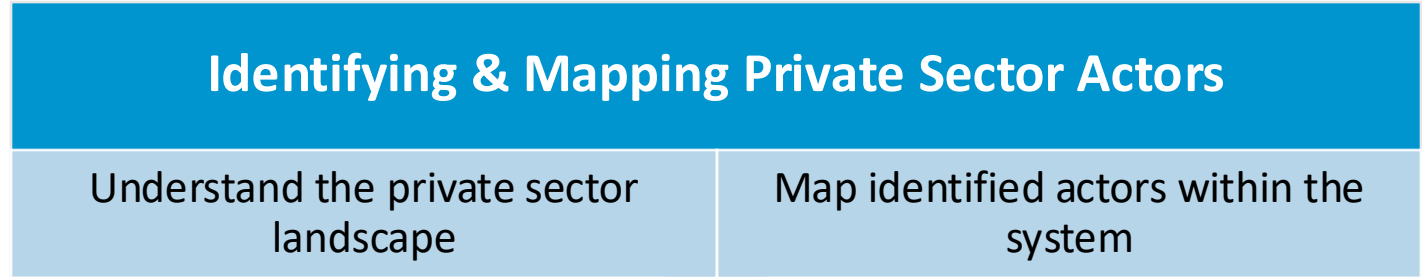 Identifying & Mapping Private Sector Actors
Understand the private sector
landscape
Map identified actors within the
system